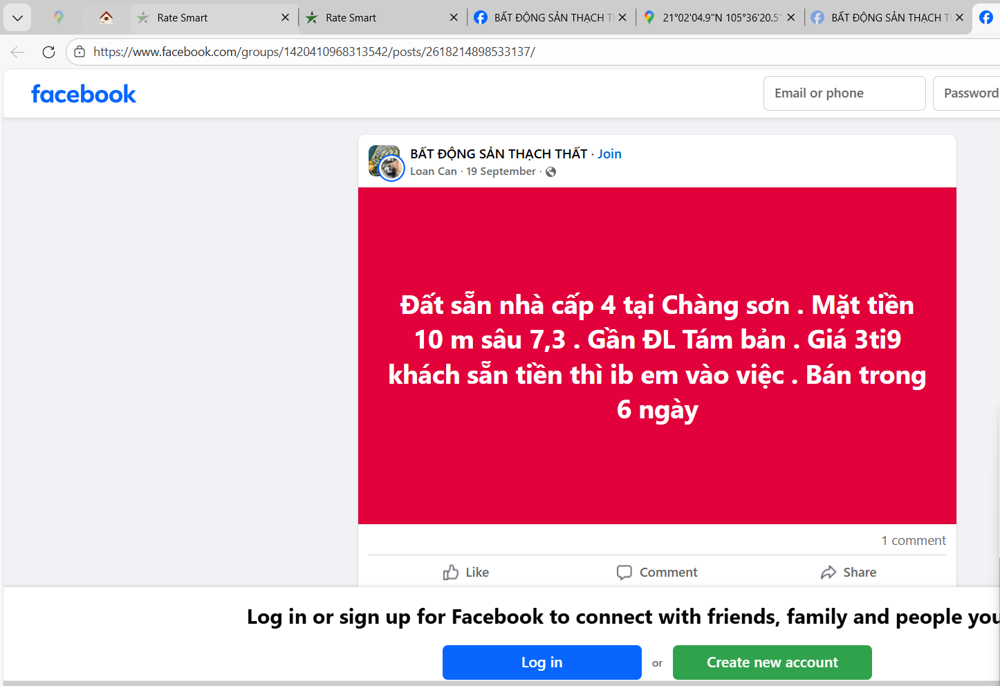 Rate Smart
Rate Smart
BẤT ĐỘNG SẢN THẠCH
21°02'04.9"N 105°36'20.5"
BẤT ĐỘNG SẢN THẠCH
https://www.facebook.com/groups/1420410968313542/posts/2618214898533137/
facebook
Email or phone
Password
BẤT ĐỘNG SẢN THẠCH THẤT · Join
Loan Can · 19 September ·
Đất sẵn nhà cấp 4 tại Chàng sơn . Mặt tiền
10 m sâu 7,3 . Gần ĐL Tám bản . Giá 3ti9
khách sẵn tiền thì ib em vào việc . Bán trong
6 ngày
1 comment
Like
Comment
Share
Log in or sign up for Facebook to connect with friends, family and people you
Log in
or
Create new account